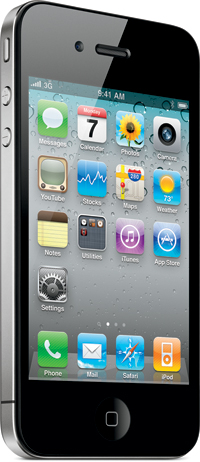 3G 9:41 AM
Monday
7
280
73°
Messages Calendar Photos Camera
YouTube Stocks Maps Weather
Notes Utilities iTunes App Store
Settings
Phone Mail Safari iPod